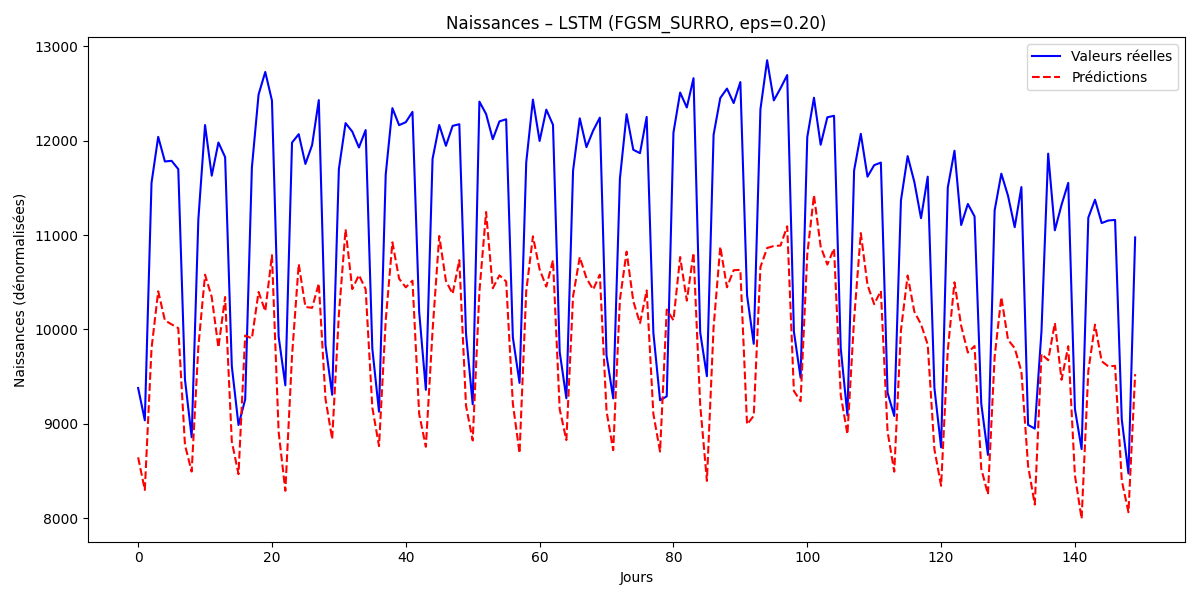 Naissances – LSTM (FGSM_SURRO, eps=0.20)
Valeurs réelles
Prédictions
Naissances (dénormalisées)
13000
12000
11000
10000
9000
8000
0 20 40 60 80 100 120 140
Jours